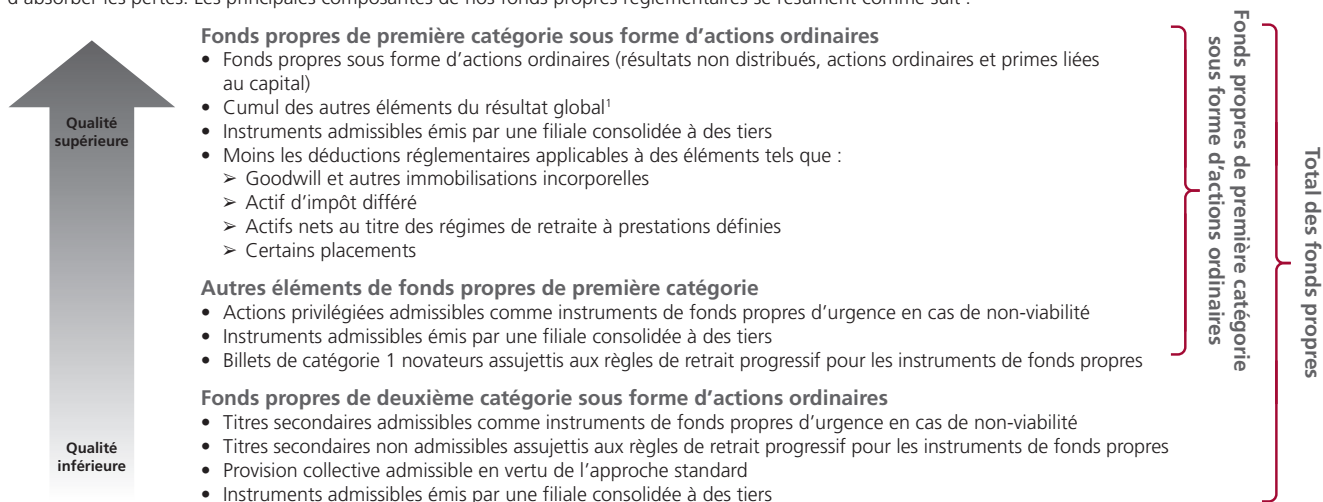 d'absorber les pertes. Les principales composantes de nos fonds propres réglementaires se résument comme suit :
Fonds propres de première catégorie sous forme d'actions ordinaires
• Fonds propres sous forme d'actions ordinaires (résultats non distribués, actions ordinaires et primes liées
au capital)
• Cumul des autres éléments du résultat global¹
• Instruments admissibles émis par une filiale consolidée à des tiers
• Moins les déductions réglementaires applicables à des éléments tels que :
➢ Goodwill et autres immobilisations incorporelles
➢ Actif d'impôt différé
➢ Actifs nets au titre des régimes de retraite à prestations définies
➢ Certains placements
Autres éléments de fonds propres de première catégorie
• Actions privilégiées admissibles comme instruments de fonds propres d'urgence en cas de non-viabilité
• Instruments admissibles émis par une filiale consolidée à des tiers
• Billets de catégorie 1 novateurs assujettis aux règles de retrait progressif pour les instruments de fonds propres
Fonds propres de deuxième catégorie sous forme d'actions ordinaires
• Titres secondaires admissibles comme instruments de fonds propres d'urgence en cas de non-viabilité
• Titres secondaires non admissibles assujettis aux règles de retrait progressif pour les instruments de fonds propres
• Provision collective admissible en vertu de l'approche standard
• Instruments admissibles émis par une filiale consolidée à des tiers
Qualité
supérieure
Qualité
inférieure
Fonds propres de première catégorie
sous forme d'actions ordinaires
Total des fonds propres